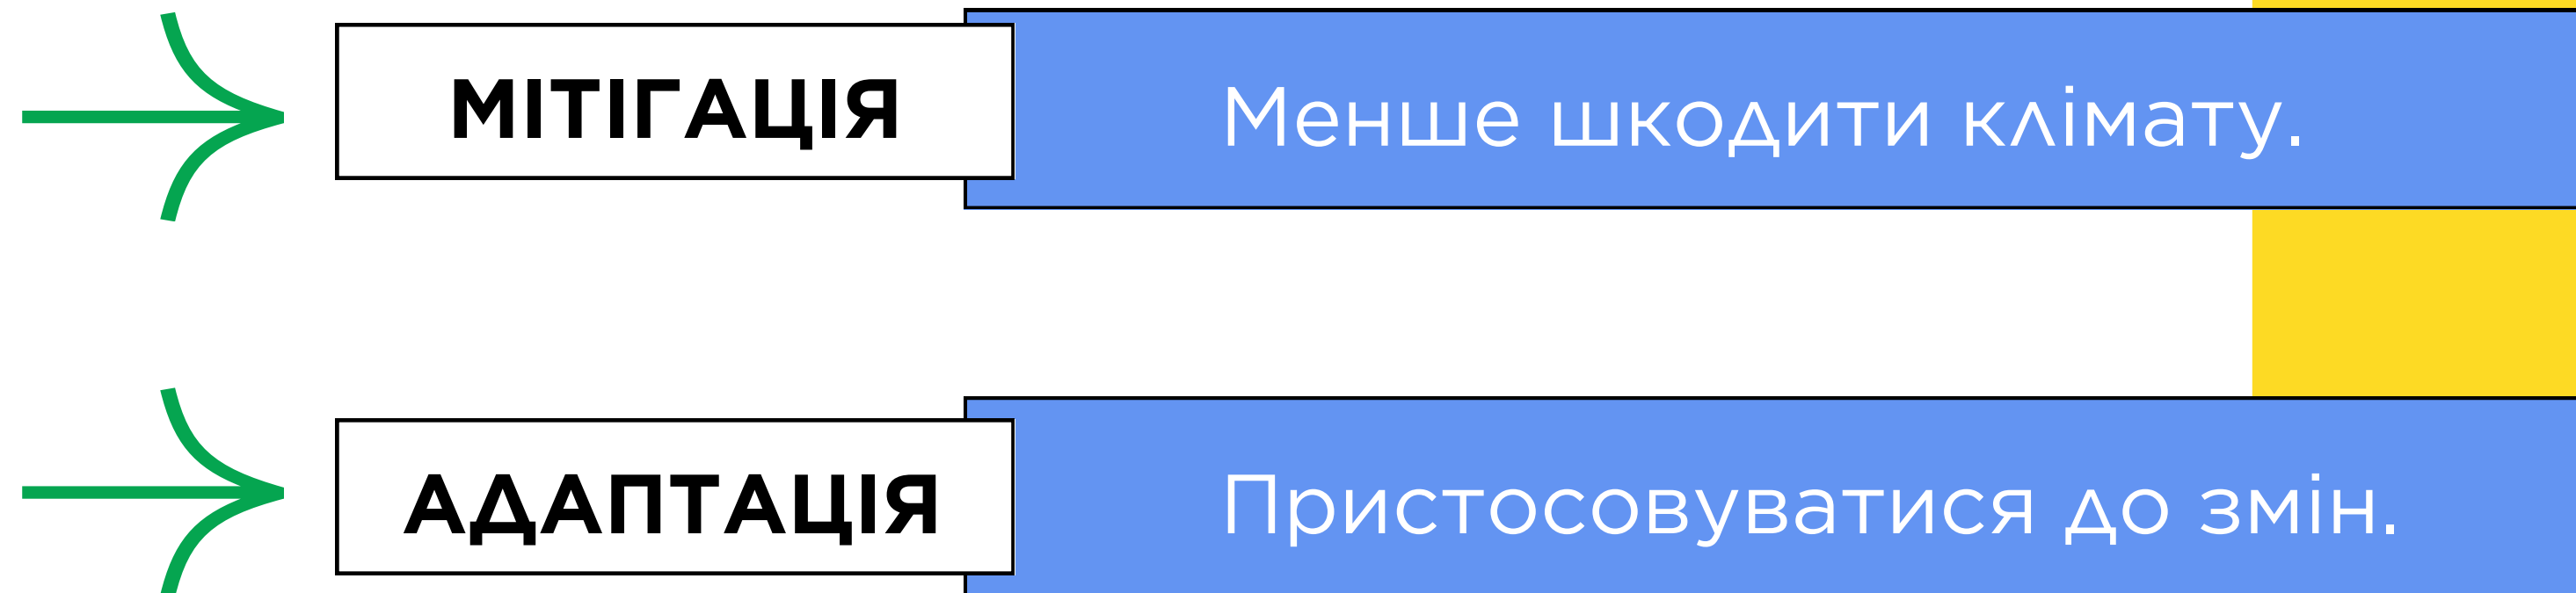 МІТІГАЦІЯ
Менше шкодити клімату.
АДАПТАЦІЯ
Пристосовуватися до змін.